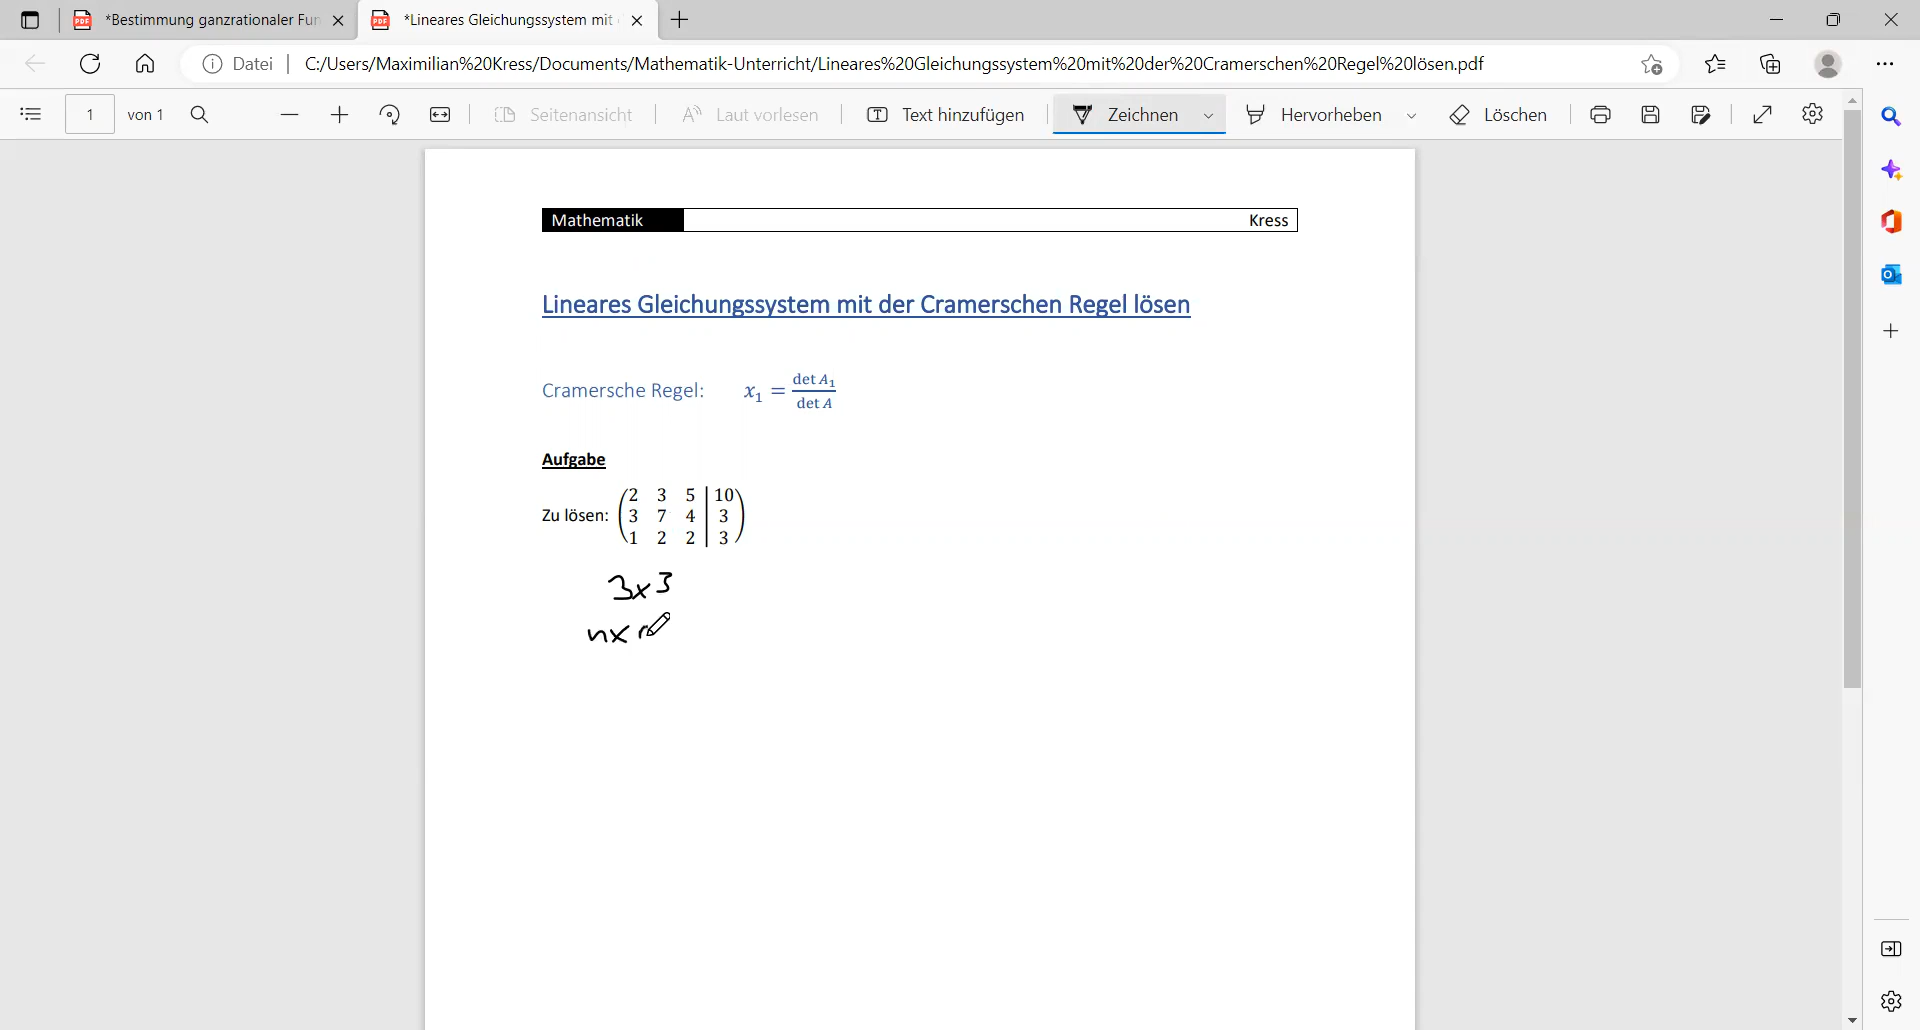 *Bestimmung ganzrationaler Fun
*Lineares Gleichungssystem mit
Datei
C:/Users/Maximilian%20Kress/Documents/Mathematik-Unterricht/Lineares%20Gleichungssystem%20mit%20der%20Cramerschen%20Regel%20lösen.pdf
1 von 1 Seitenansicht Laut vorlesen Text hinzufügen Zeichnen Hervorheben Löschen
Mathematik Kress
Lineares Gleichungssystem mit der Cramerschen Regel lösen
Cramersche Regel: x₁ = det A₁ / det A
Aufgabe
2 3 5 | 10
Zu lösen: 3 7 4 | 3
1 2 2 | 3
3x3
nx